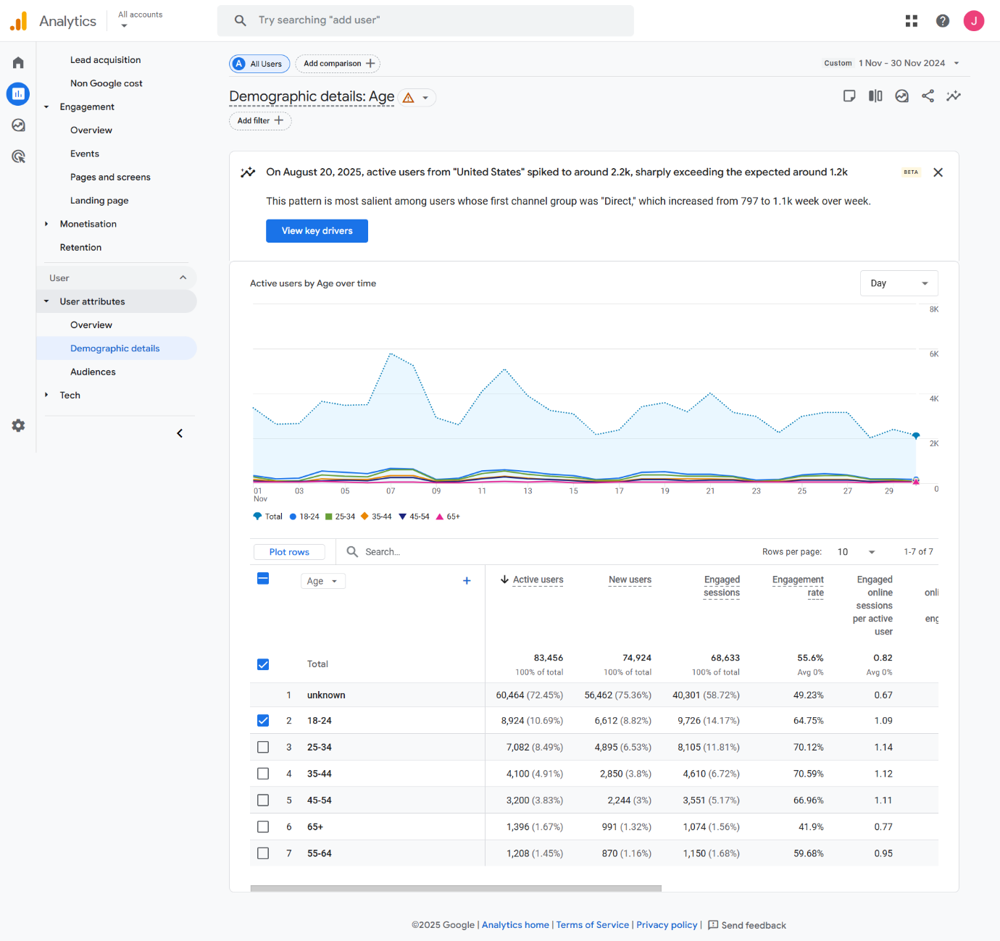 Analytics
All accounts
Try searching "add user"
J
Lead acquisition
Non Google cost
Engagement
Overview
Events
Pages and screens
Landing page
Monetisation
Retention
User
User attributes
Overview
Demographic details
Audiences
Tech
A All Users
Add comparison
Custom 1 Nov - 30 Nov 2024
Demographic details: Age
Add filter
On August 20, 2025, active users from "United States" spiked to around 2.2k, sharply exceeding the expected around 1.2k
BETA
This pattern is most salient among users whose first channel group was "Direct," which increased from 797 to 1.1k week over week.
View key drivers
Active users by Age over time
Day
8K
6K
4K
2K
0
01 03 05 07 09 11 13 15 17 19 21 23 25 27 29
Nov
Total 18-24 25-34 35-44 45-54 65+
Plot rows
Search...
Rows per page: 10 1-7 of 7
Age
Active users
New users
Engaged sessions
Engagement rate
Engaged online sessions per active user
onli
eng
Total 83,456 74,924 68,633 55.6% 0.82
100% of total 100% of total 100% of total Avg 0% Avg 0%
1 unknown 60,464 (72.45%) 56,462 (75.36%) 40,301 (58.72%) 49.23% 0.67
2 18-24 8,924 (10.69%) 6,612 (8.82%) 9,726 (14.17%) 64.75% 1.09
3 25-34 7,082 (8.49%) 4,895 (6.53%) 8,105 (11.81%) 70.12% 1.14
4 35-44 4,100 (4.91%) 2,850 (3.8%) 4,610 (6.72%) 70.59% 1.12
5 45-54 3,200 (3.83%) 2,244 (3%) 3,551 (5.17%) 66.96% 1.11
6 65+ 1,396 (1.67%) 991 (1.32%) 1,074 (1.56%) 41.9% 0.77
7 55-64 1,208 (1.45%) 870 (1.16%) 1,150 (1.68%) 59.68% 0.95
©2025 Google | Analytics home | Terms of Service | Privacy policy | Send feedback